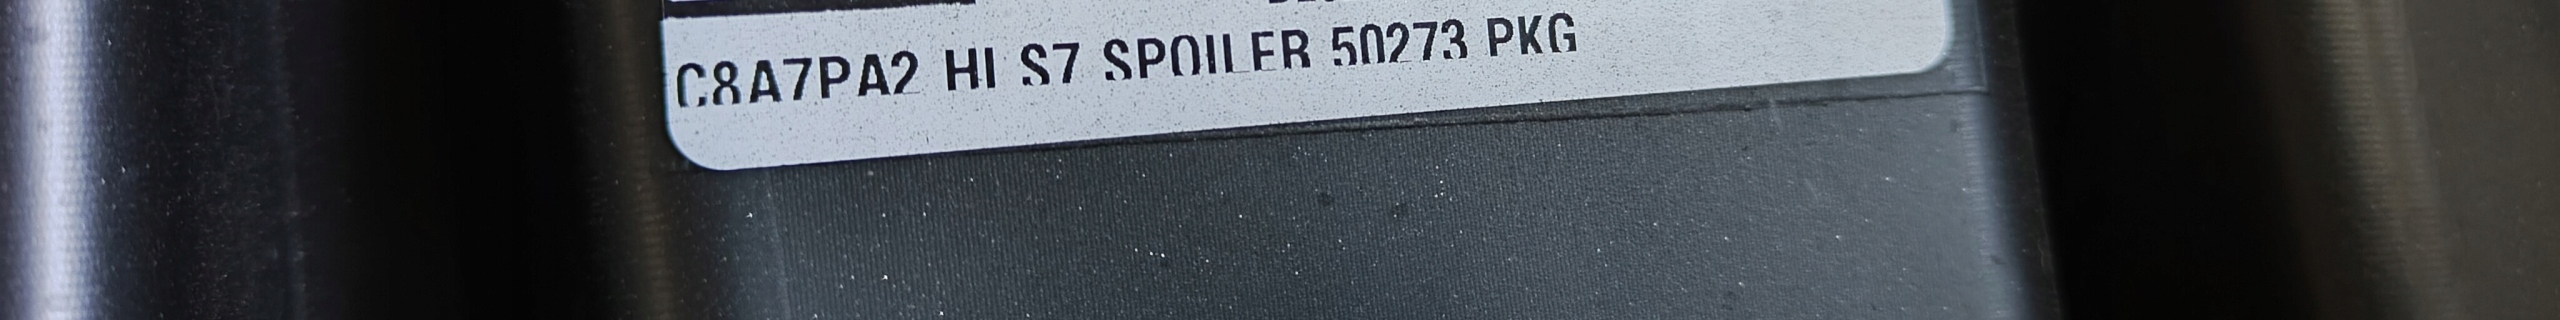 C8A7PA2 HI S7 SPOILER 50273 PKG